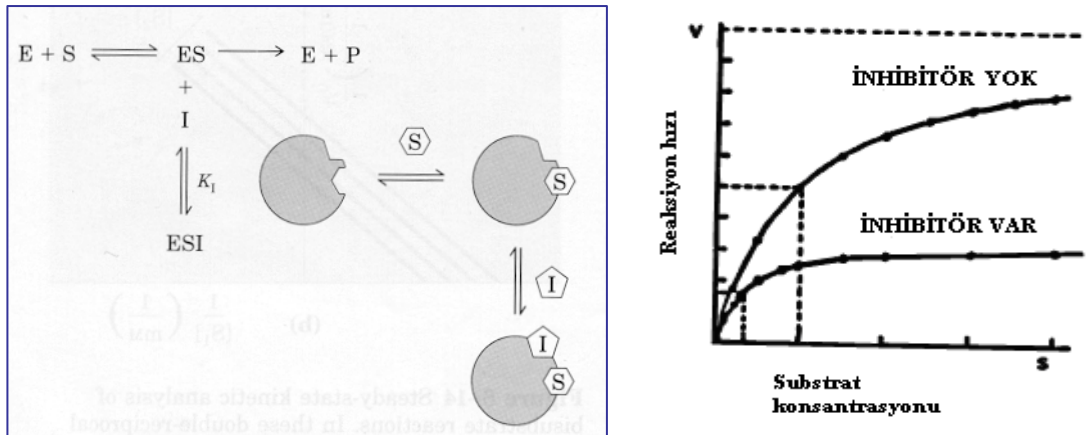 E + S ⇌ ES ⟶ E + P
+
I
K_I
ESI
S
S
I
I
S
(b)
Figure
14 Steady-state kinetic analysis of
bisubstrate reactions. In these double-reciprocal
V
İNHİBİTÖR YOK
İNHİBİTÖR VAR
Reaksiyon hızı
S
Substrat
konsantrasyonu